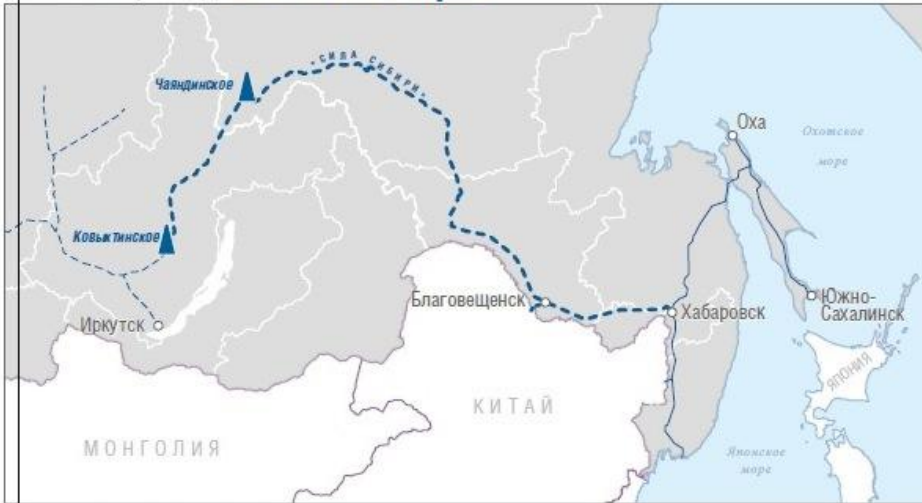 Чаяндинское
«СИЛА СИБИРИ»
Оха
Охотское
море
Ковыктинское
Благовещенск
Южно-
Сахалинск
Хабаровск
Иркутск
ЯПОНИЯ
КИТАЙ
МОНГОЛИЯ
Японское
море